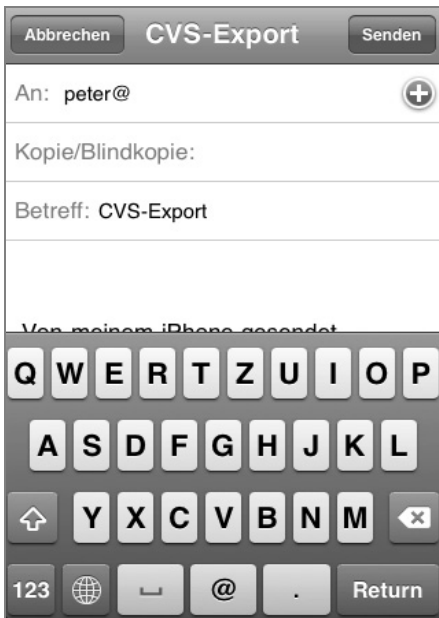 Abbrechen CVS-Export Senden
An: peter@
Kopie/Blindkopie:
Betreff: CVS-Export
Von meinem iPhone gesendet
Q W E R T Z U I O P
A S D F G H J K L
Y X C V B N M
123 @ . Return